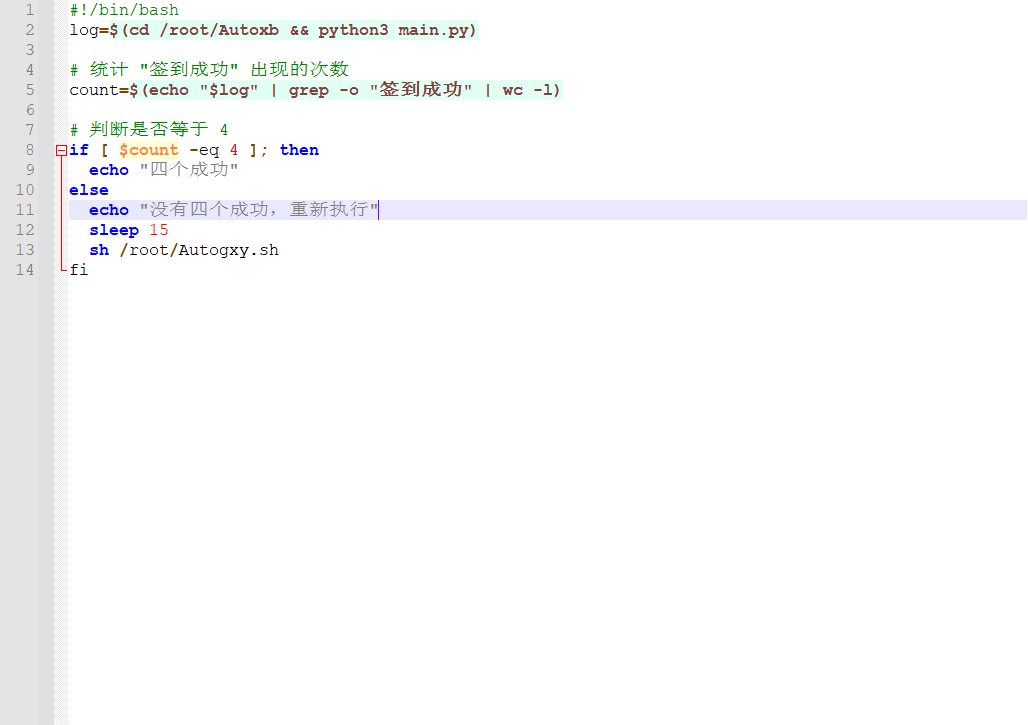 1 #!/bin/bash
2 log=$(cd /root/Autoxb && python3 main.py)
3
4 # 统计 "签到成功" 出现的次数
5 count=$(echo "$log" | grep -o "签到成功" | wc -l)
6
7 # 判断是否等于 4
8 if [ $count -eq 4 ]; then
9   echo "四个成功"
10 else
11   echo "没有四个成功，重新执行"
12   sleep 15
13   sh /root/Autogxy.sh
14 fi